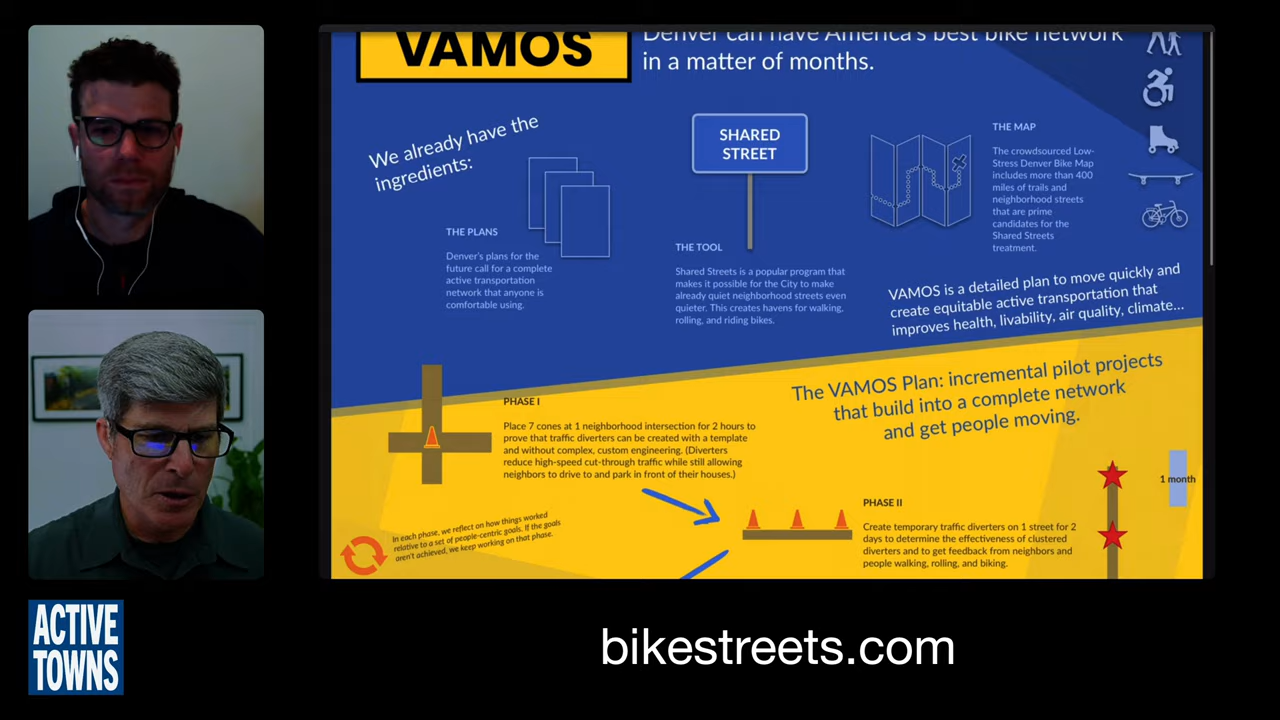 VAMOS
Denver can have America's best bike network
in a matter of months.
We already have the
ingredients:
THE PLANS
Denver's plans for the
future call for a complete
active transportation
network that anyone is
comfortable using.
SHARED
STREET
THE TOOL
Shared Streets is a popular program that
makes it possible for the City to make
already quiet neighborhood streets even
quieter. This creates havens for walking,
rolling, and riding bikes.
THE MAP
The crowdsourced Low-
Stress Denver Bike Map
includes more than 400
miles of trails and
neighborhood streets
that are prime
candidates for the
Shared Streets
treatment.
VAMOS is a detailed plan to move quickly and
create equitable active transportation that
improves health, livability, air quality, climate...
The VAMOS Plan: incremental pilot projects
that build into a complete network
and get people moving.
PHASE I
Place 7 cones at 1 neighborhood intersection for 2 hours to
prove that traffic diverters can be created with a template
and without complex, custom engineering. (Diverters
reduce high-speed cut-through traffic while still allowing
neighbors to drive to and park in front of their houses.)
In each phase, we reflect on how things worked
relative to a set of people-centric goals. If the goals
aren't achieved, we keep working on that phase.
PHASE II
Create temporary traffic diverters on 1 street for 2
days to determine the effectiveness of clustered
diverters and to get feedback from neighbors and
people walking, rolling, and biking.
1 month
ACTIVE
TOWNS
bikestreets.com